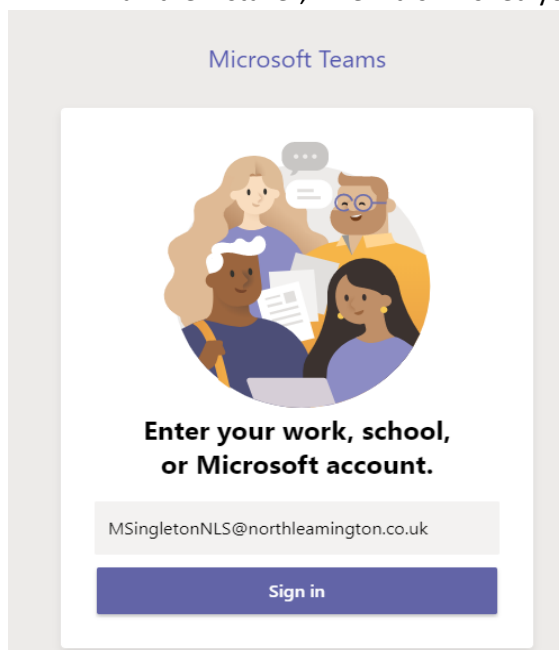 Microsoft Teams
Enter your work, school,
or Microsoft account.
MSingletonNLS@northleamington.co.uk
Sign in